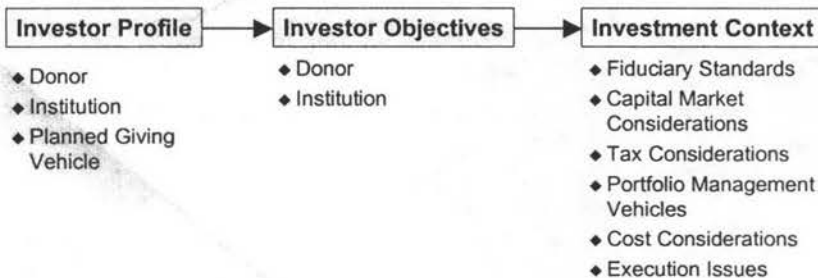 Investor Profile
◆ Donor
◆ Institution
◆ Planned Giving
Vehicle
Investor Objectives
◆ Donor
◆ Institution
Investment Context
◆ Fiduciary Standards
◆ Capital Market
Considerations
◆ Tax Considerations
◆ Portfolio Management
Vehicles
◆ Cost Considerations
◆ Execution Issues